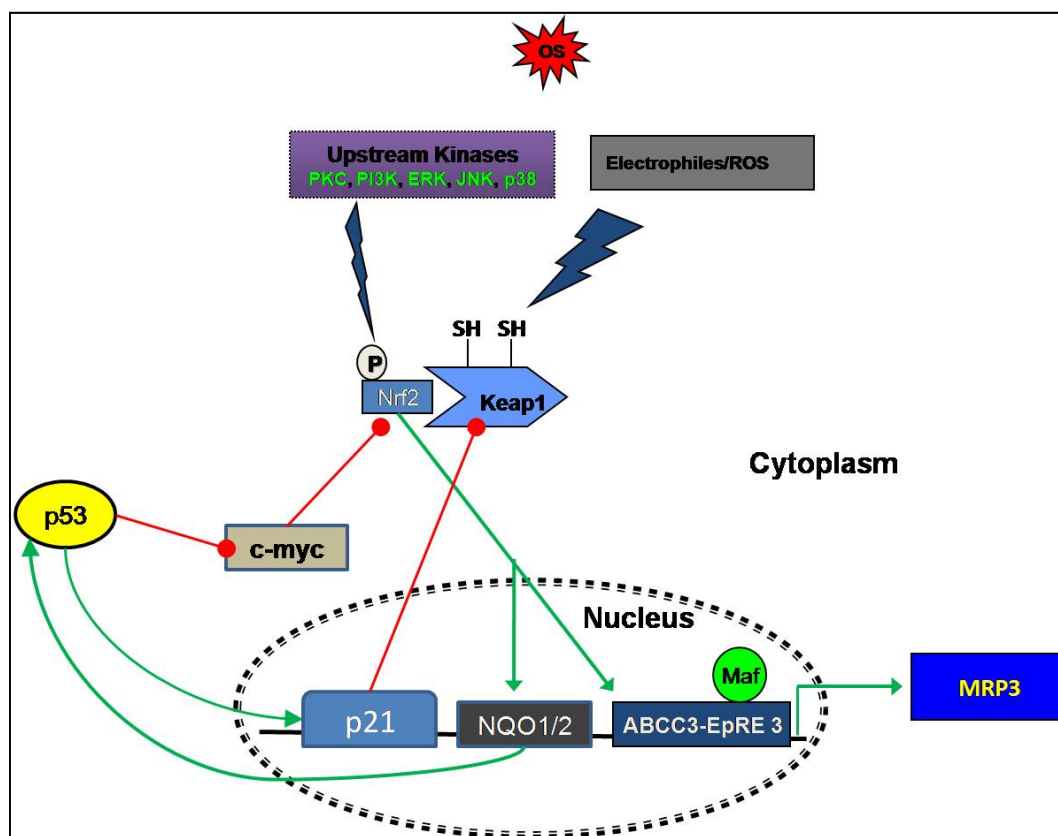 OS
Upstream Kinases
PKC, PI3K, ERK, JNK, p38
Electrophiles/ROS
SH SH
P
Nrf2
Keap1
Cytoplasm
p53
c-myc
Nucleus
Maf
MRP3
p21
NQO1/2
ABCC3-EpRE 3